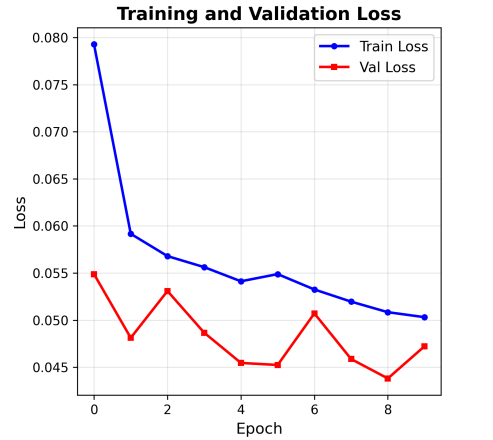 Training and Validation Loss
Train Loss
Val Loss
0.080
0.075
0.070
0.065
0.060
0.055
0.050
0.045
Loss
0 2 4 6 8
Epoch